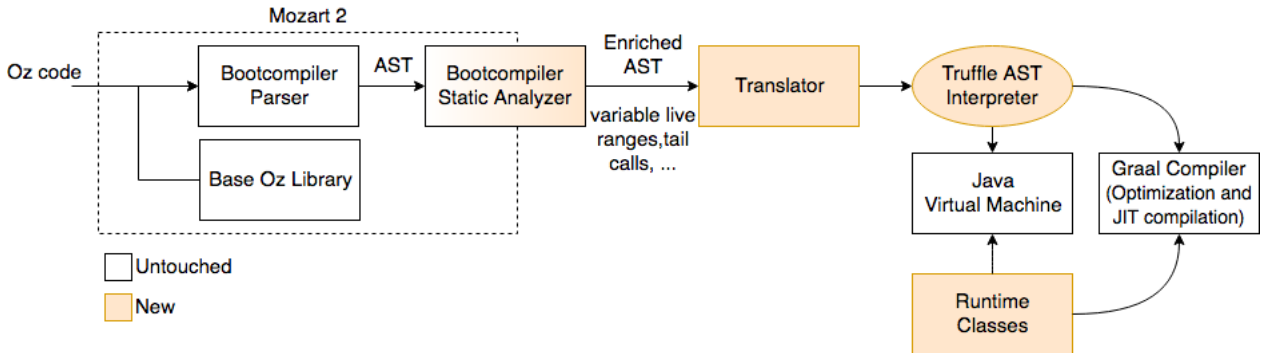 Mozart 2
Oz code
Bootcompiler
Parser
AST
Bootcompiler
Static Analyzer
Enriched
AST
variable live
ranges,tail
calls, ...
Translator
Truffle AST
Interpreter
Base Oz Library
Java
Virtual Machine
Graal Compiler
(Optimization and
JIT compilation)
Untouched
New
Runtime
Classes